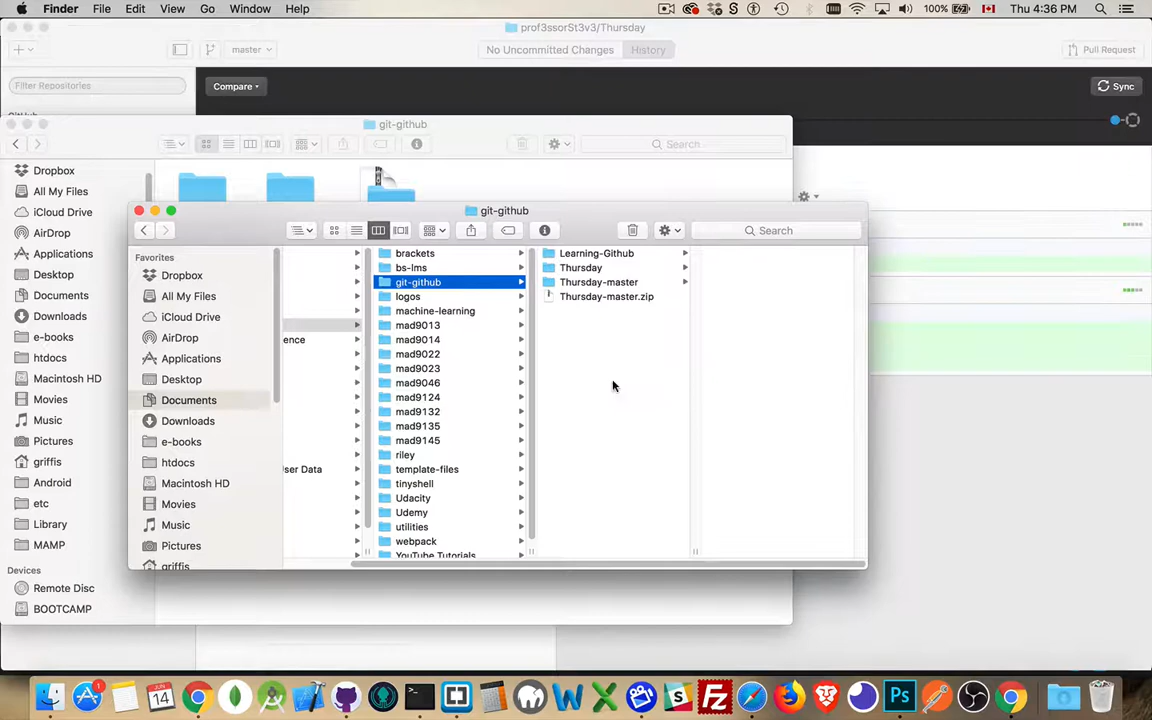 Finder File Edit View Go Window Help 100% Thu 4:36 PM
prof3ssorSt3v3/Thursday
master No Uncommitted Changes History Pull Request
Filter Repositories
Compare Sync
git-github
Search
Dropbox
All My Files
iCloud Drive
AirDrop
Applications
Desktop
Documents
Downloads
e-books
htdocs
Macintosh HD
Movies
Music
Pictures
griffis
Android
etc
Library
MAMP
Devices
Remote Disc
BOOTCAMP
git-github
Search
Favorites
Dropbox
All My Files
iCloud Drive
AirDrop
Applications
Desktop
Documents
Downloads
e-books
htdocs
Macintosh HD
Movies
Music
Pictures
griffis
ence
ser Data
brackets
bs-lms
git-github
logos
machine-learning
mad9013
mad9014
mad9022
mad9023
mad9046
mad9124
mad9132
mad9135
mad9145
riley
template-files
tinyshell
Udacity
Udemy
utilities
webpack
YouTube Tutorials
Learning-Github
Thursday
Thursday-master
Thursday-master.zip